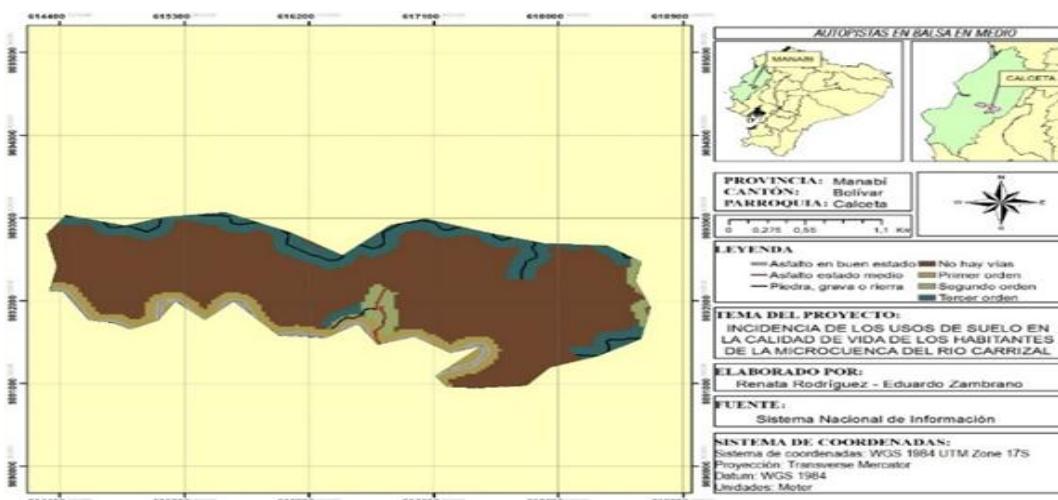 614400 615300 616200 617100 618000 618900
AUTOPISTAS EN BALSA EN MEDIO
MANABI
CALCETA
PROVINCIA: Manabí
CANTÓN: Bolívar
PARROQUIA: Calceta
N
0 0,275 0,55 1,1 Km
LEYENDA
Asfalto en buen estado
Asfalto estado medio
Piedra, grava o tierra
No hay vías
Primer orden
Segundo orden
Tercer orden
TEMA DEL PROYECTO:
INCIDENCIA DE LOS USOS DE SUELO EN
LA CALIDAD DE VIDA DE LOS HABITANTES
DE LA MICROCUENCA DEL RIO CARRIZAL
ELABORADO POR:
Renata Rodríguez - Eduardo Zambrano
FUENTE:
Sistema Nacional de Información
SISTEMA DE COORDENADAS:
Sistema de coordenadas: WGS 1984 UTM Zone 17S
Proyección: Transverse Mercator
Datum: WGS 1984
Unidades: Meter